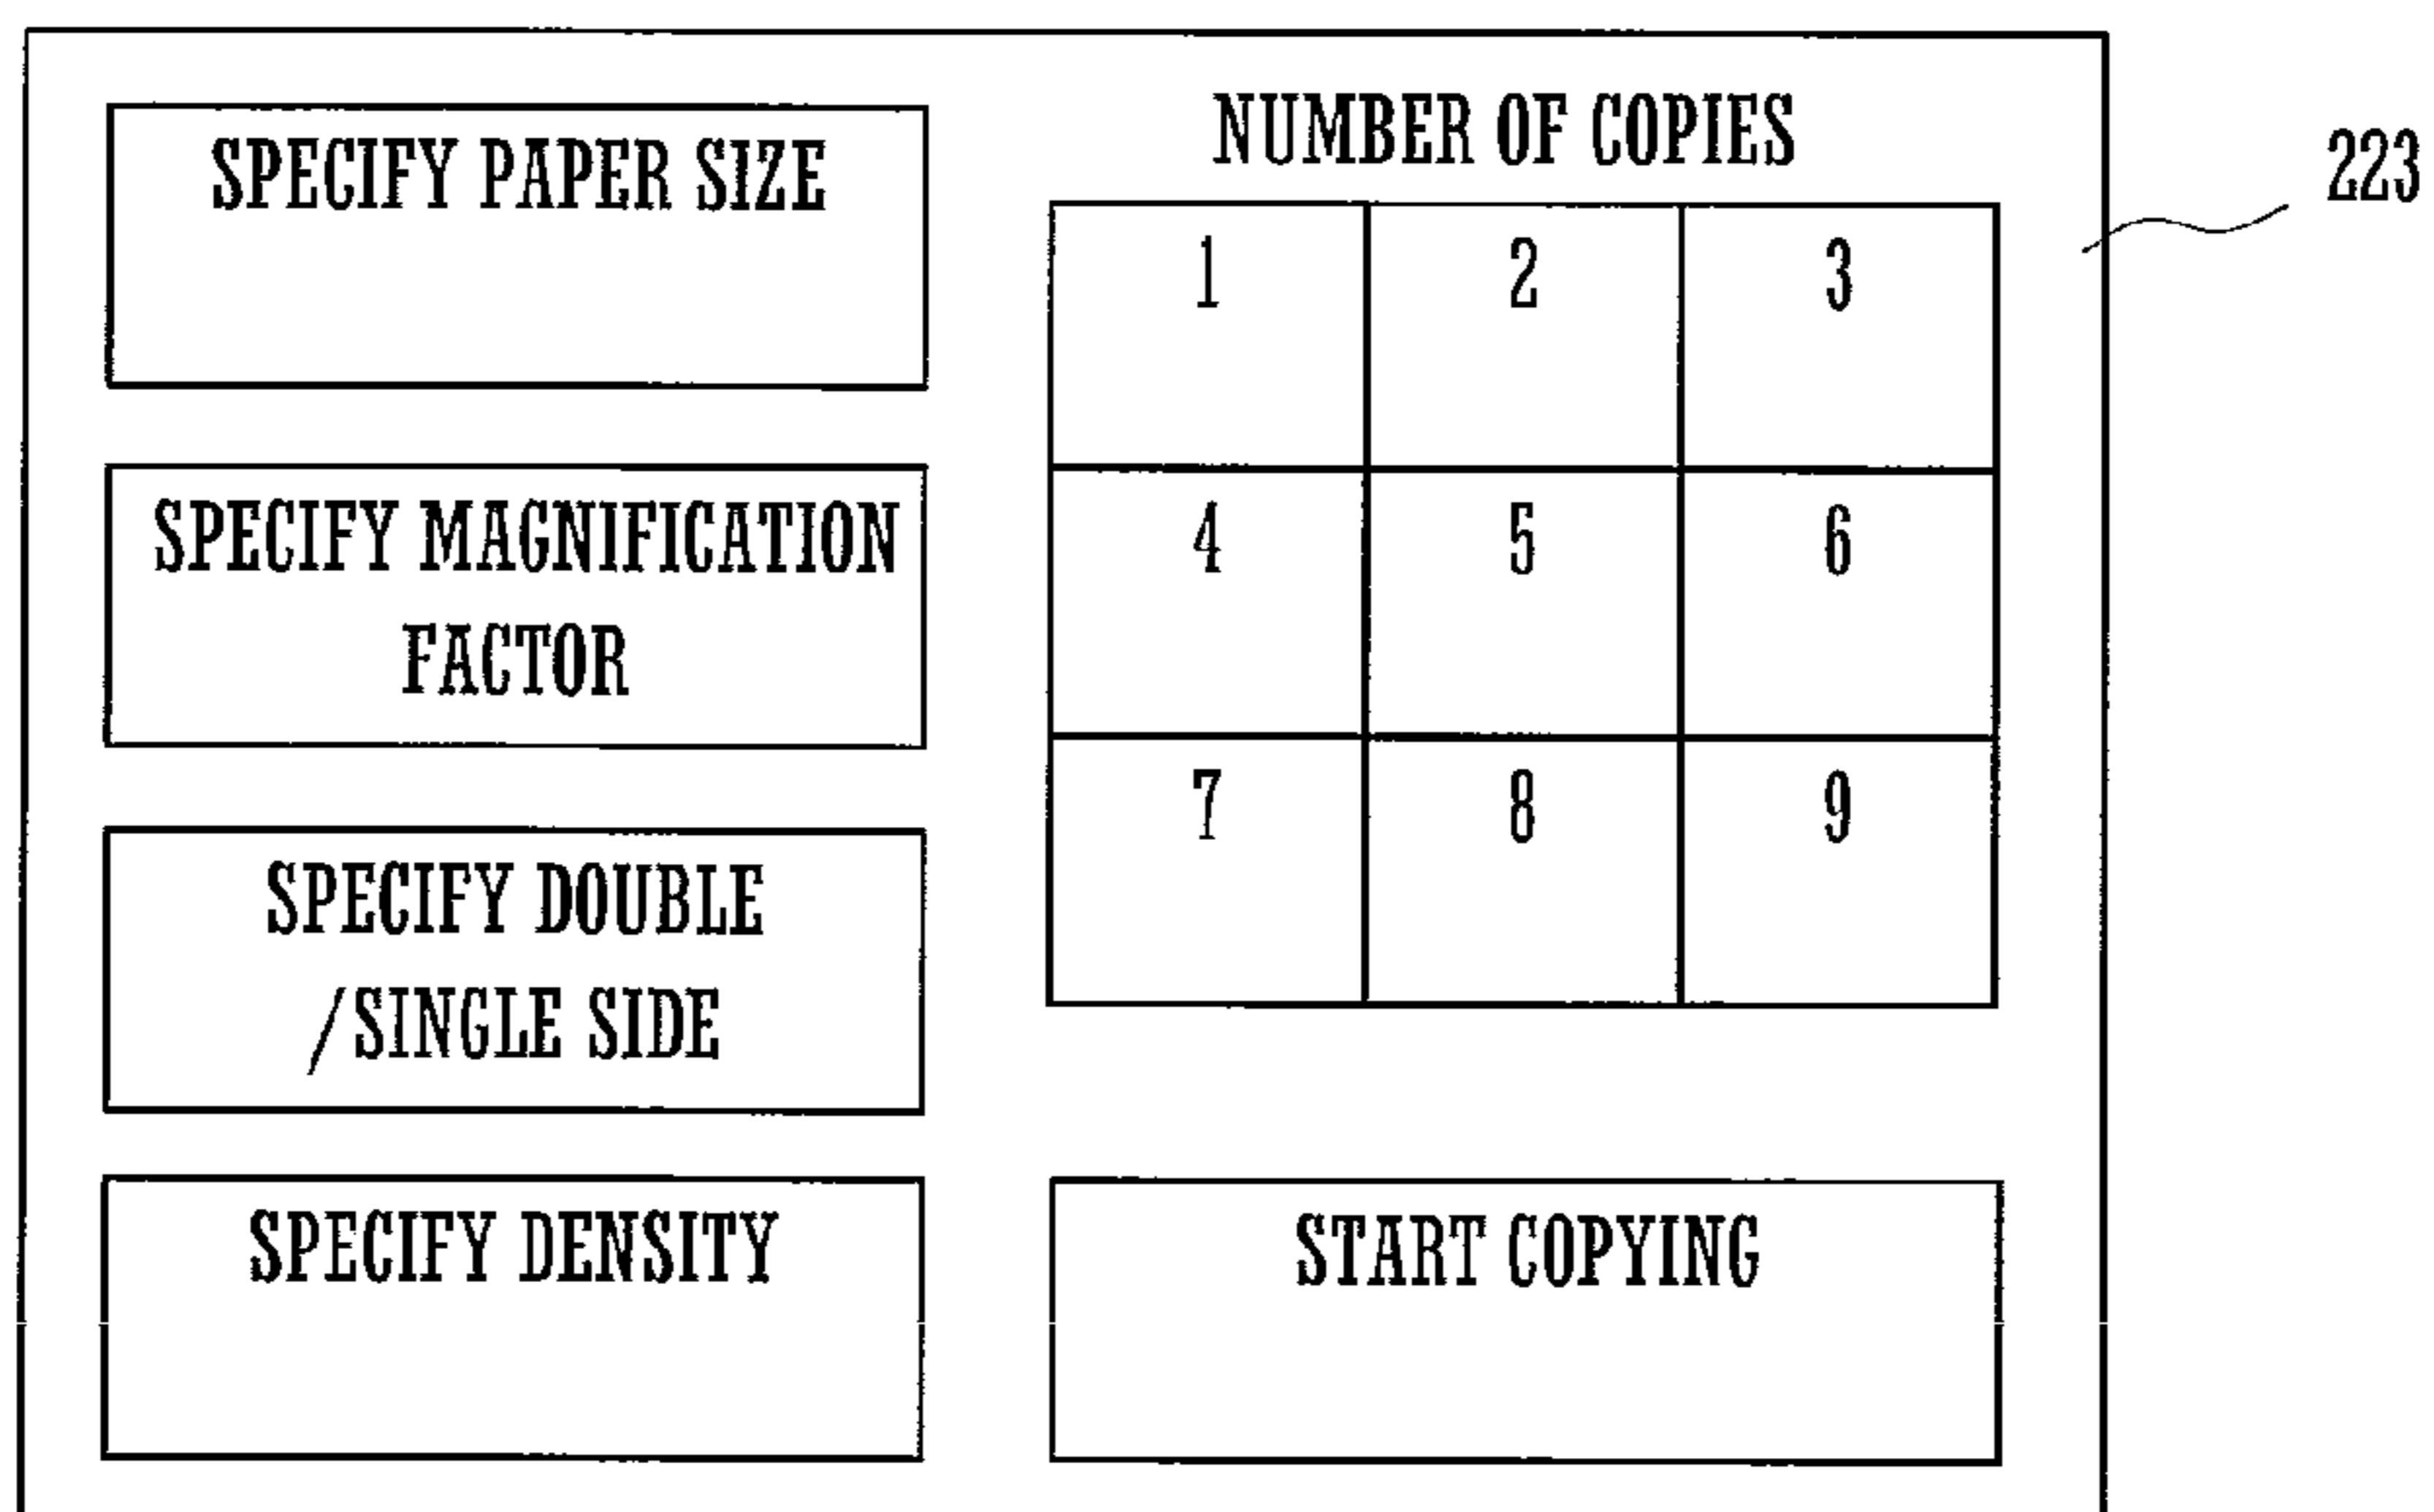 SPECIFY PAPER SIZE
SPECIFY MAGNIFICATION
FACTOR
SPECIFY DOUBLE
/SINGLE SIDE
SPECIFY DENSITY
NUMBER OF COPIES
1 2 3
4 5 6
7 8 9
START COPYING
223